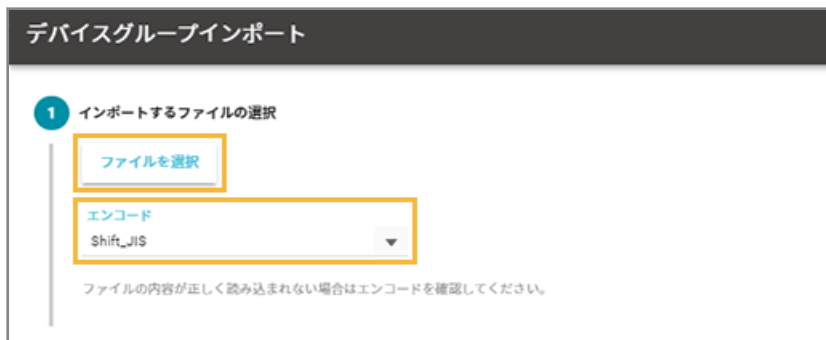 デバイスグループインポート
1 インポートするファイルの選択
ファイルを選択
エンコード
Shift_JIS
ファイルの内容が正しく読み込まれない場合はエンコードを確認してください。